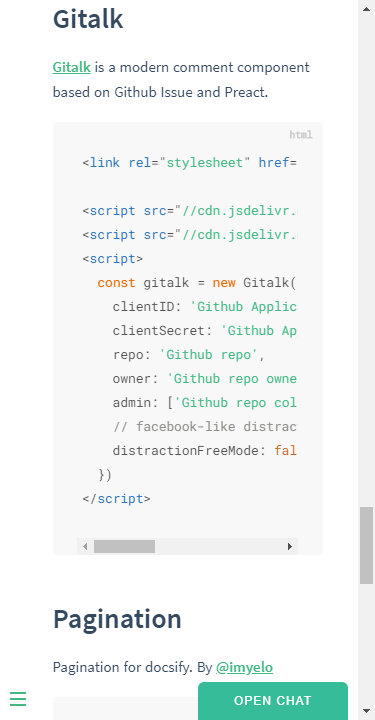 Gitalk
Gitalk is a modern comment component
based on Github Issue and Preact.
html
<link rel="stylesheet" href=
<script src="//cdn.jsdelivr.
<script src="//cdn.jsdelivr.
<script>
const gitalk = new Gitalk(
clientID: 'Github Applic
clientSecret: 'Github Ap
repo: 'Github repo',
owner: 'Github repo owne
admin: ['Github repo col
// facebook-like distrac
distractionFreeMode: fal
})
</script>
Pagination
Pagination for docsify. By @imyelo
OPEN CHAT